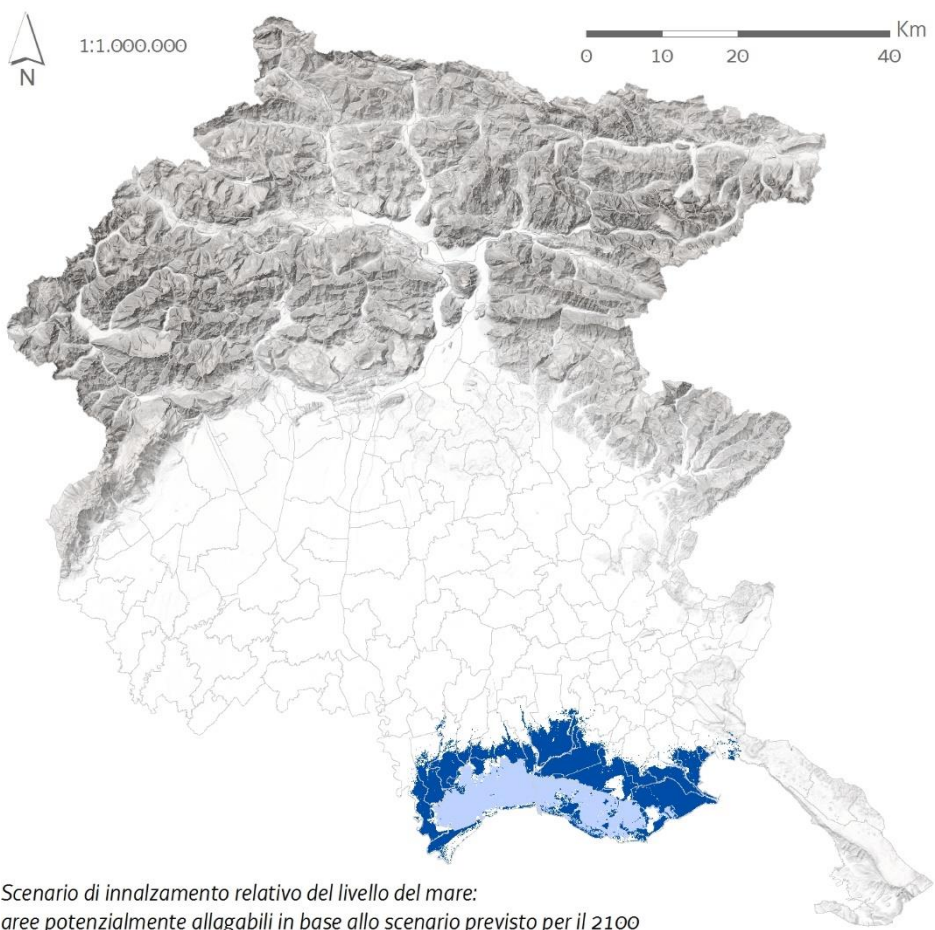 1:1.000.000
N
Km
0 10 20 40
Scenario di innalzamento relativo del livello del mare:
aree potenzialmente allagabili in base allo scenario previsto per il 2100